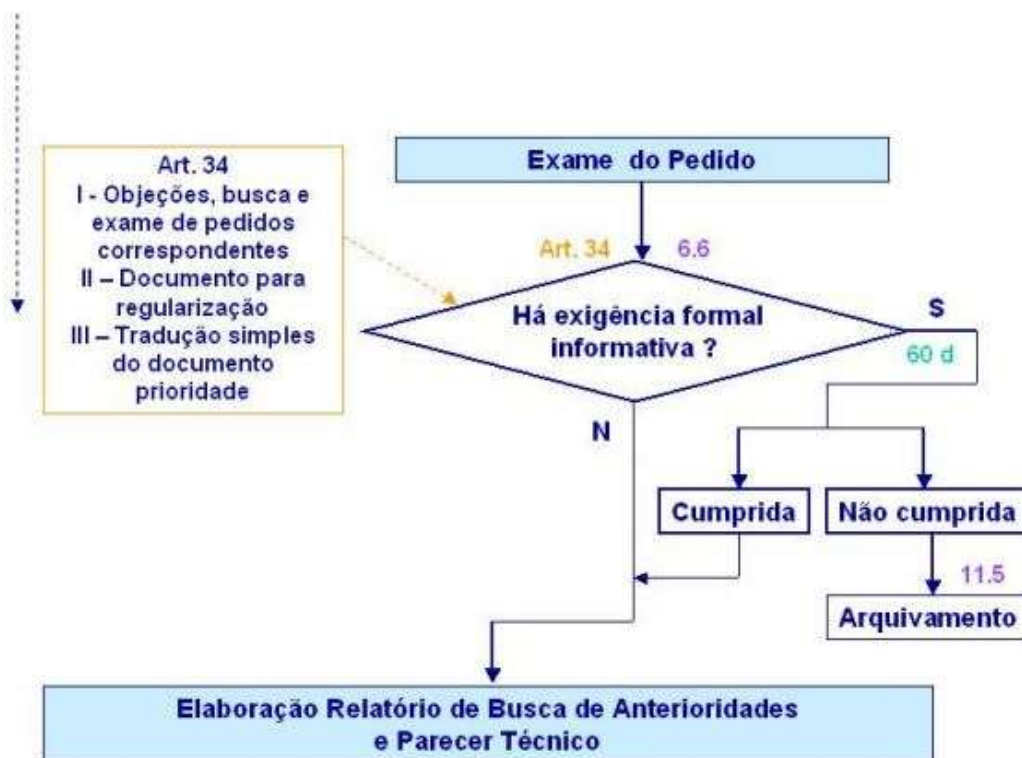 Exame do Pedido
Art. 34
I - Objeções, busca e
exame de pedidos
correspondentes
II – Documento para
regularização
III – Tradução simples
do documento
prioridade
Art. 34
6.6
Há exigência formal
informativa ?
S
60 d
N
Cumprida
Não cumprida
11.5
Arquivamento
Elaboração Relatório de Busca de Anterioridades
e Parecer Técnico